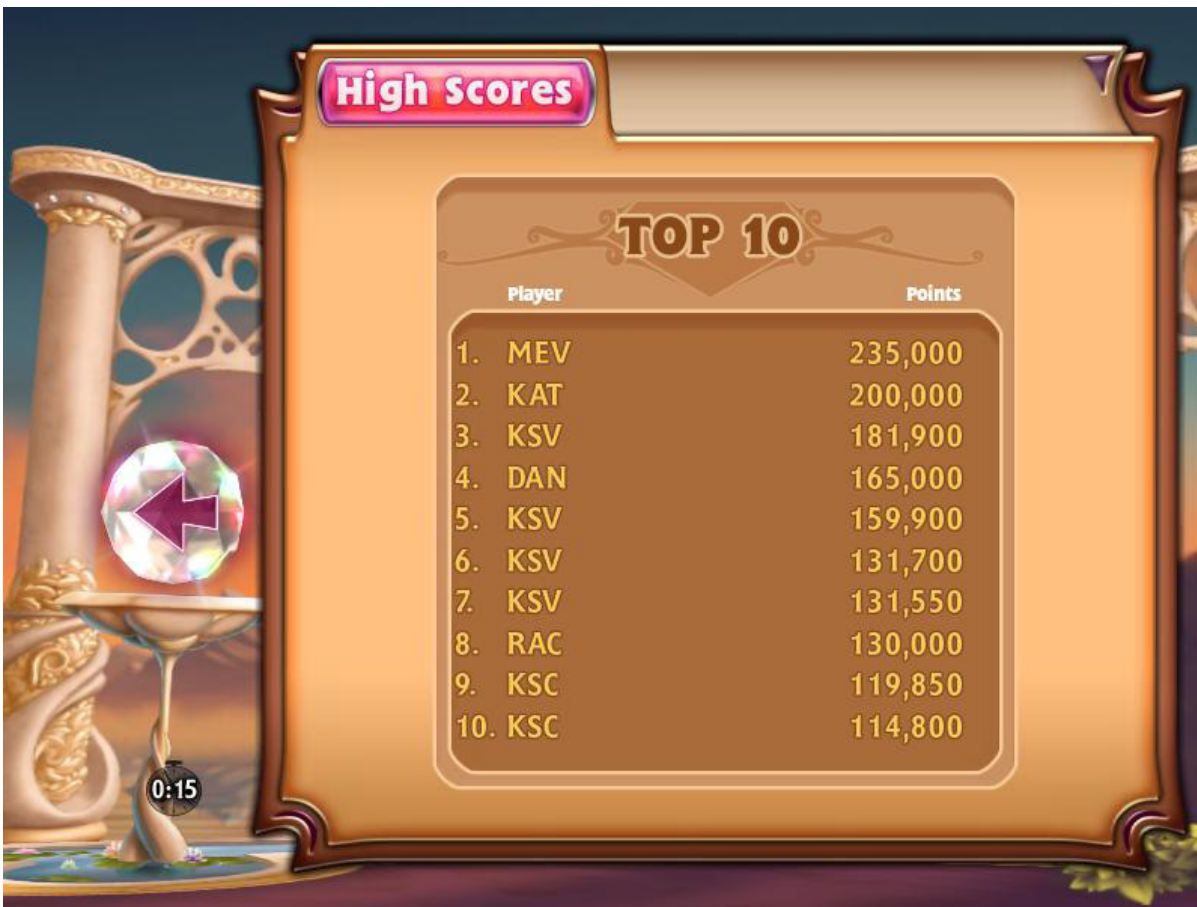 High Scores
TOP 10
Player Points
1. MEV 235,000
2. KAT 200,000
3. KSV 181,900
4. DAN 165,000
5. KSV 159,900
6. KSV 131,700
7. KSV 131,550
8. RAC 130,000
9. KSC 119,850
10. KSC 114,800
0:15